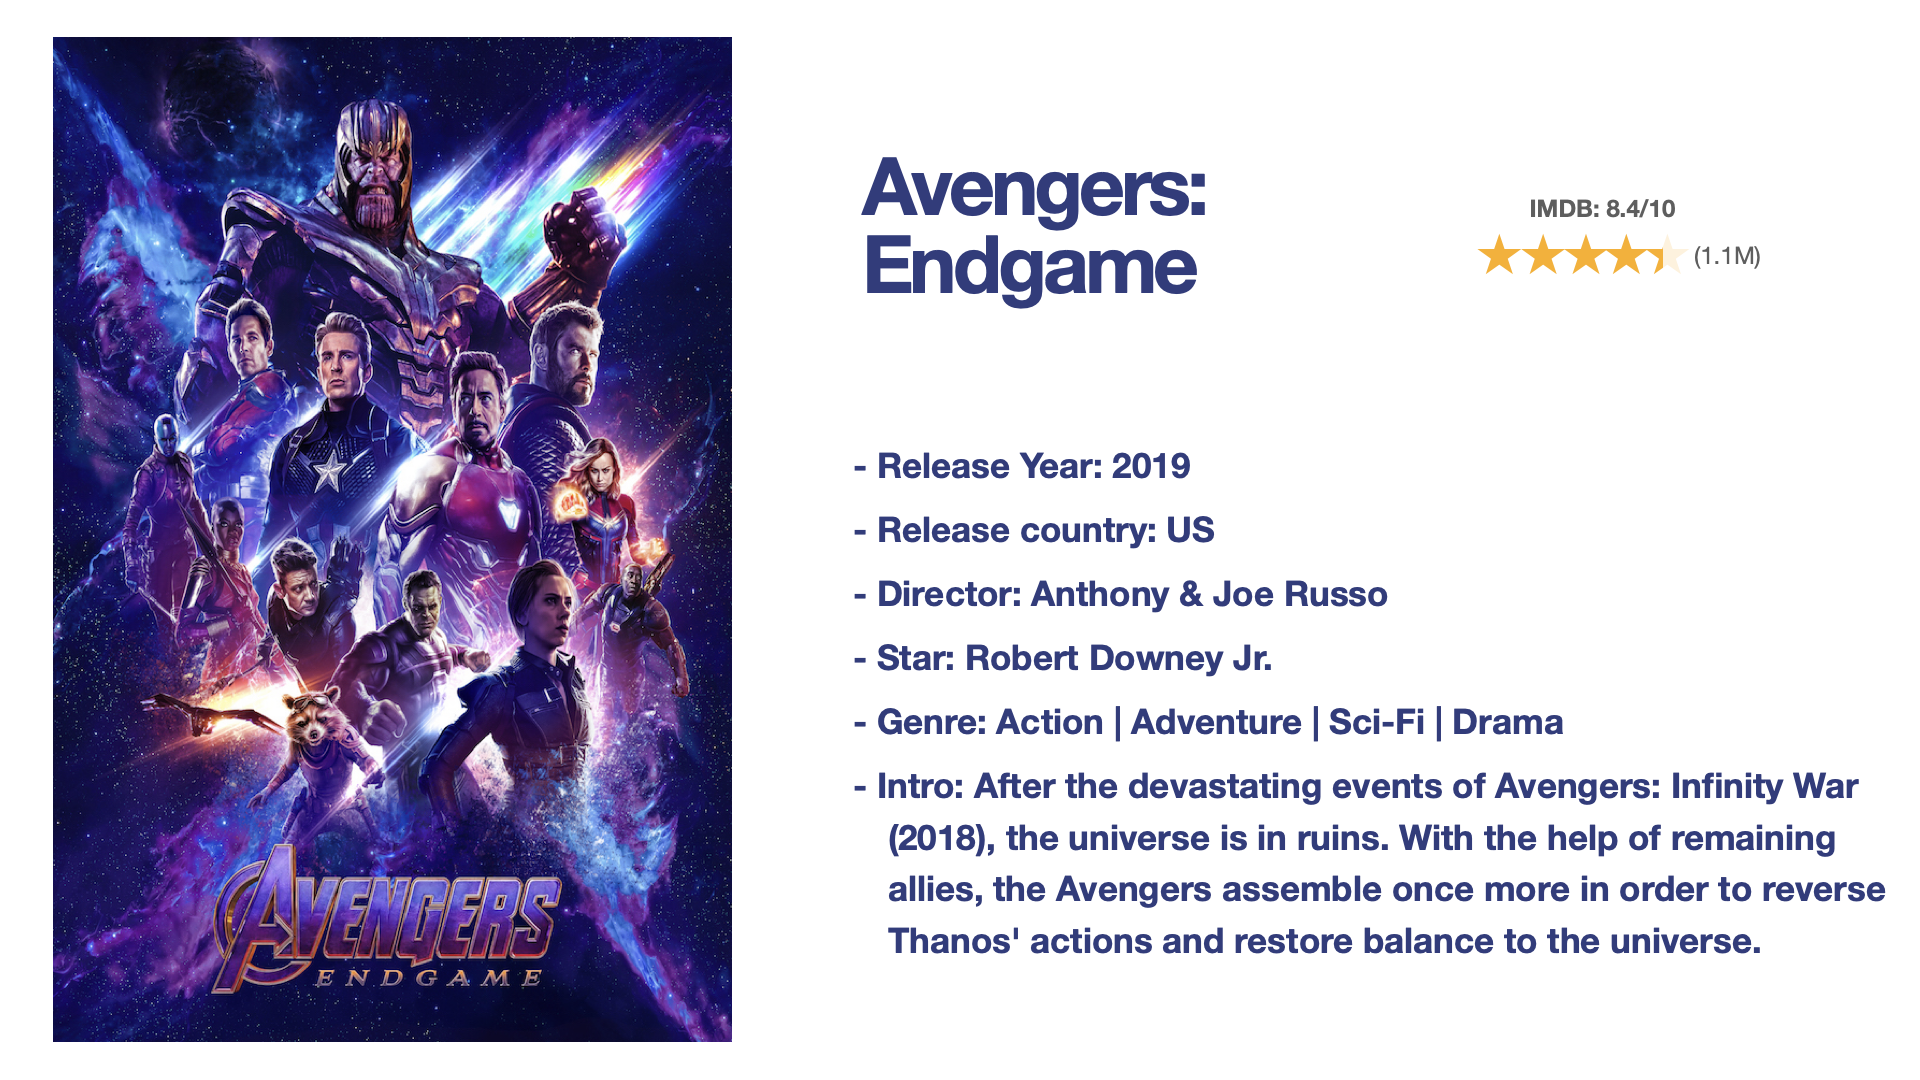 Avengers:
Endgame
IMDB: 8.4/10
(1.1M)
- Release Year: 2019
- Release country: US
- Director: Anthony & Joe Russo
- Star: Robert Downey Jr.
- Genre: Action | Adventure | Sci-Fi | Drama
- Intro: After the devastating events of Avengers: Infinity War
(2018), the universe is in ruins. With the help of remaining
allies, the Avengers assemble once more in order to reverse
Thanos' actions and restore balance to the universe.
AVENGERS
ENDGAME